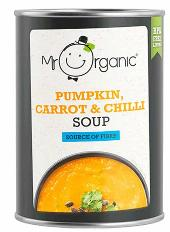 Mr Organic
PUMPKIN,
CARROT & CHILLI
SOUP
SOURCE OF FIBRE